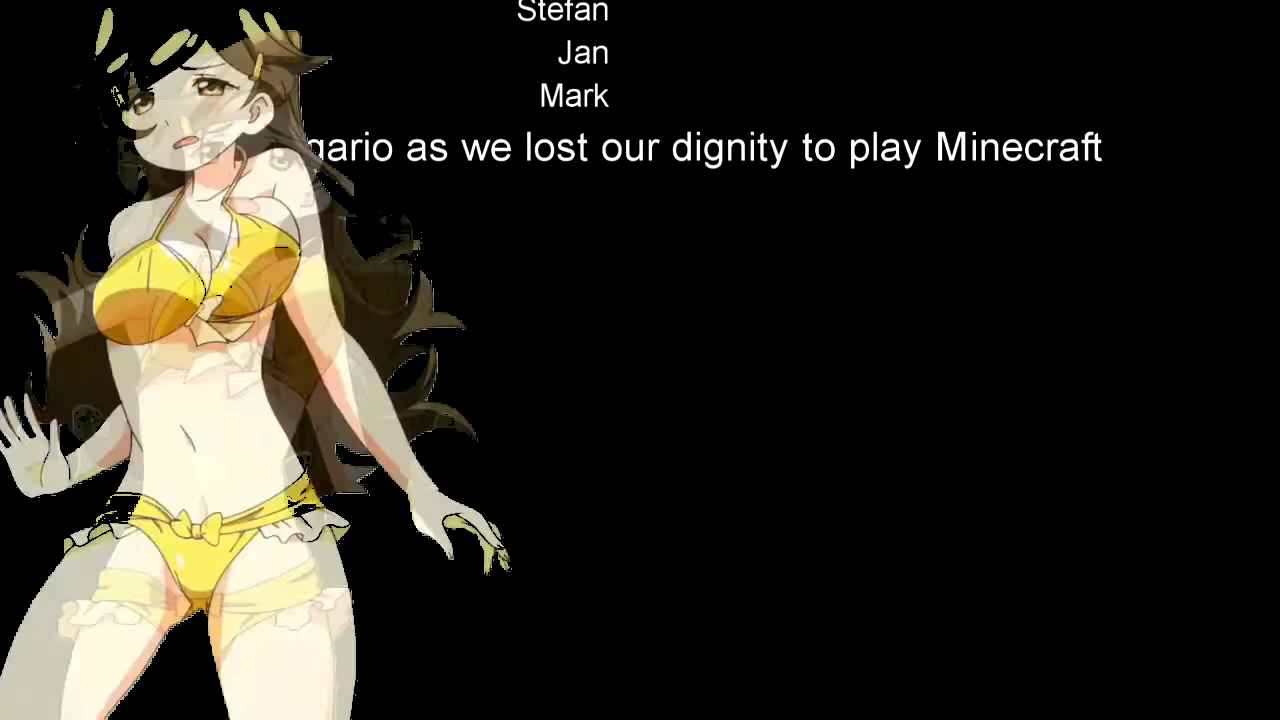 Stefan
Jan
Mark
gario as we lost our dignity to play Minecraft